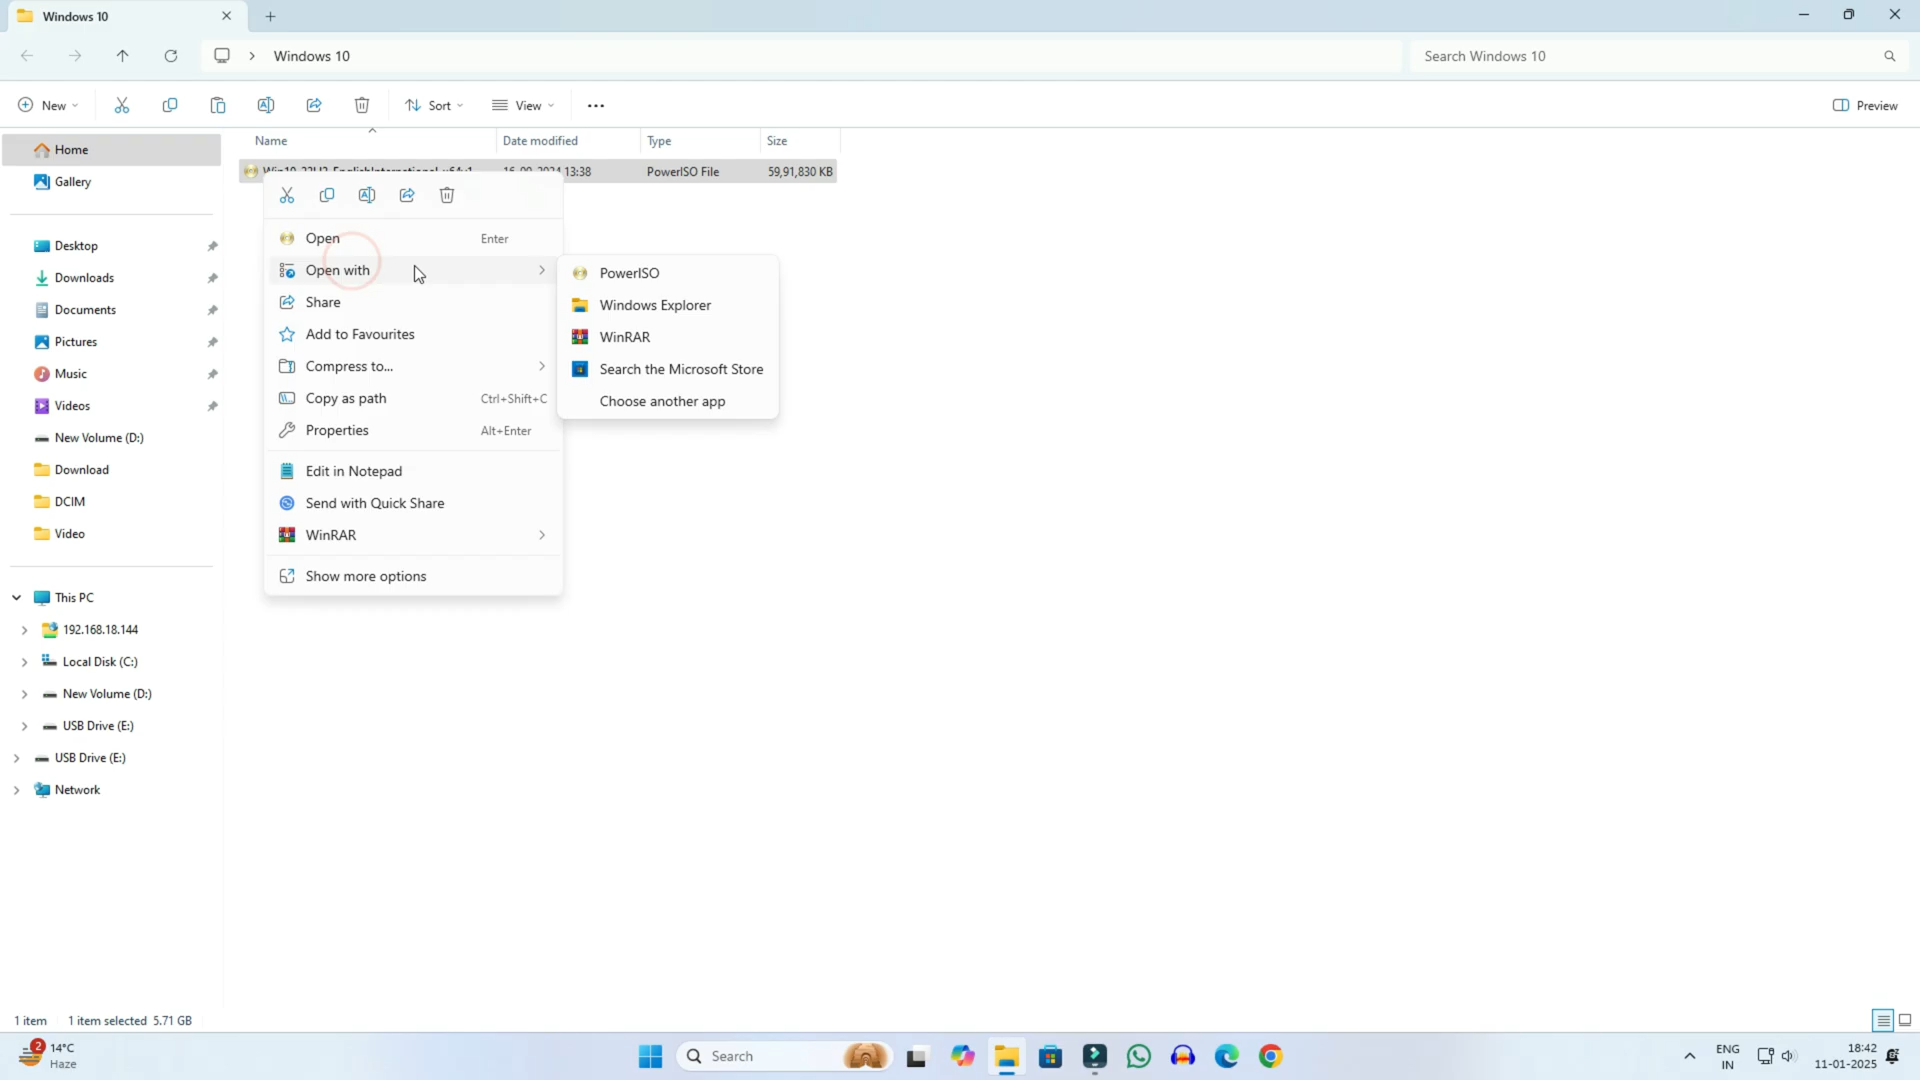 Windows 10
Windows 10
Search Windows 10
New
Sort
View
Preview
Home
Gallery
Desktop
Downloads
Documents
Pictures
Music
Videos
New Volume (D:)
Download
DCIM
Video
This PC
192.168.18.144
Local Disk (C:)
New Volume (D:)
USB Drive (E:)
USB Drive (E:)
Network
Name Date modified Type Size
13:38 PowerISO File 59,91,830 KB
Open Enter
Open with
Share
Add to Favourites
Compress to...
Copy as path Ctrl+Shift+C
Properties Alt+Enter
Edit in Notepad
Send with Quick Share
WinRAR
Show more options
PowerISO
Windows Explorer
WinRAR
Search the Microsoft Store
Choose another app
1 item 1 item selected 5.71 GB
2
14°C
Haze
Search
ENG
IN
18:42
11-01-2025